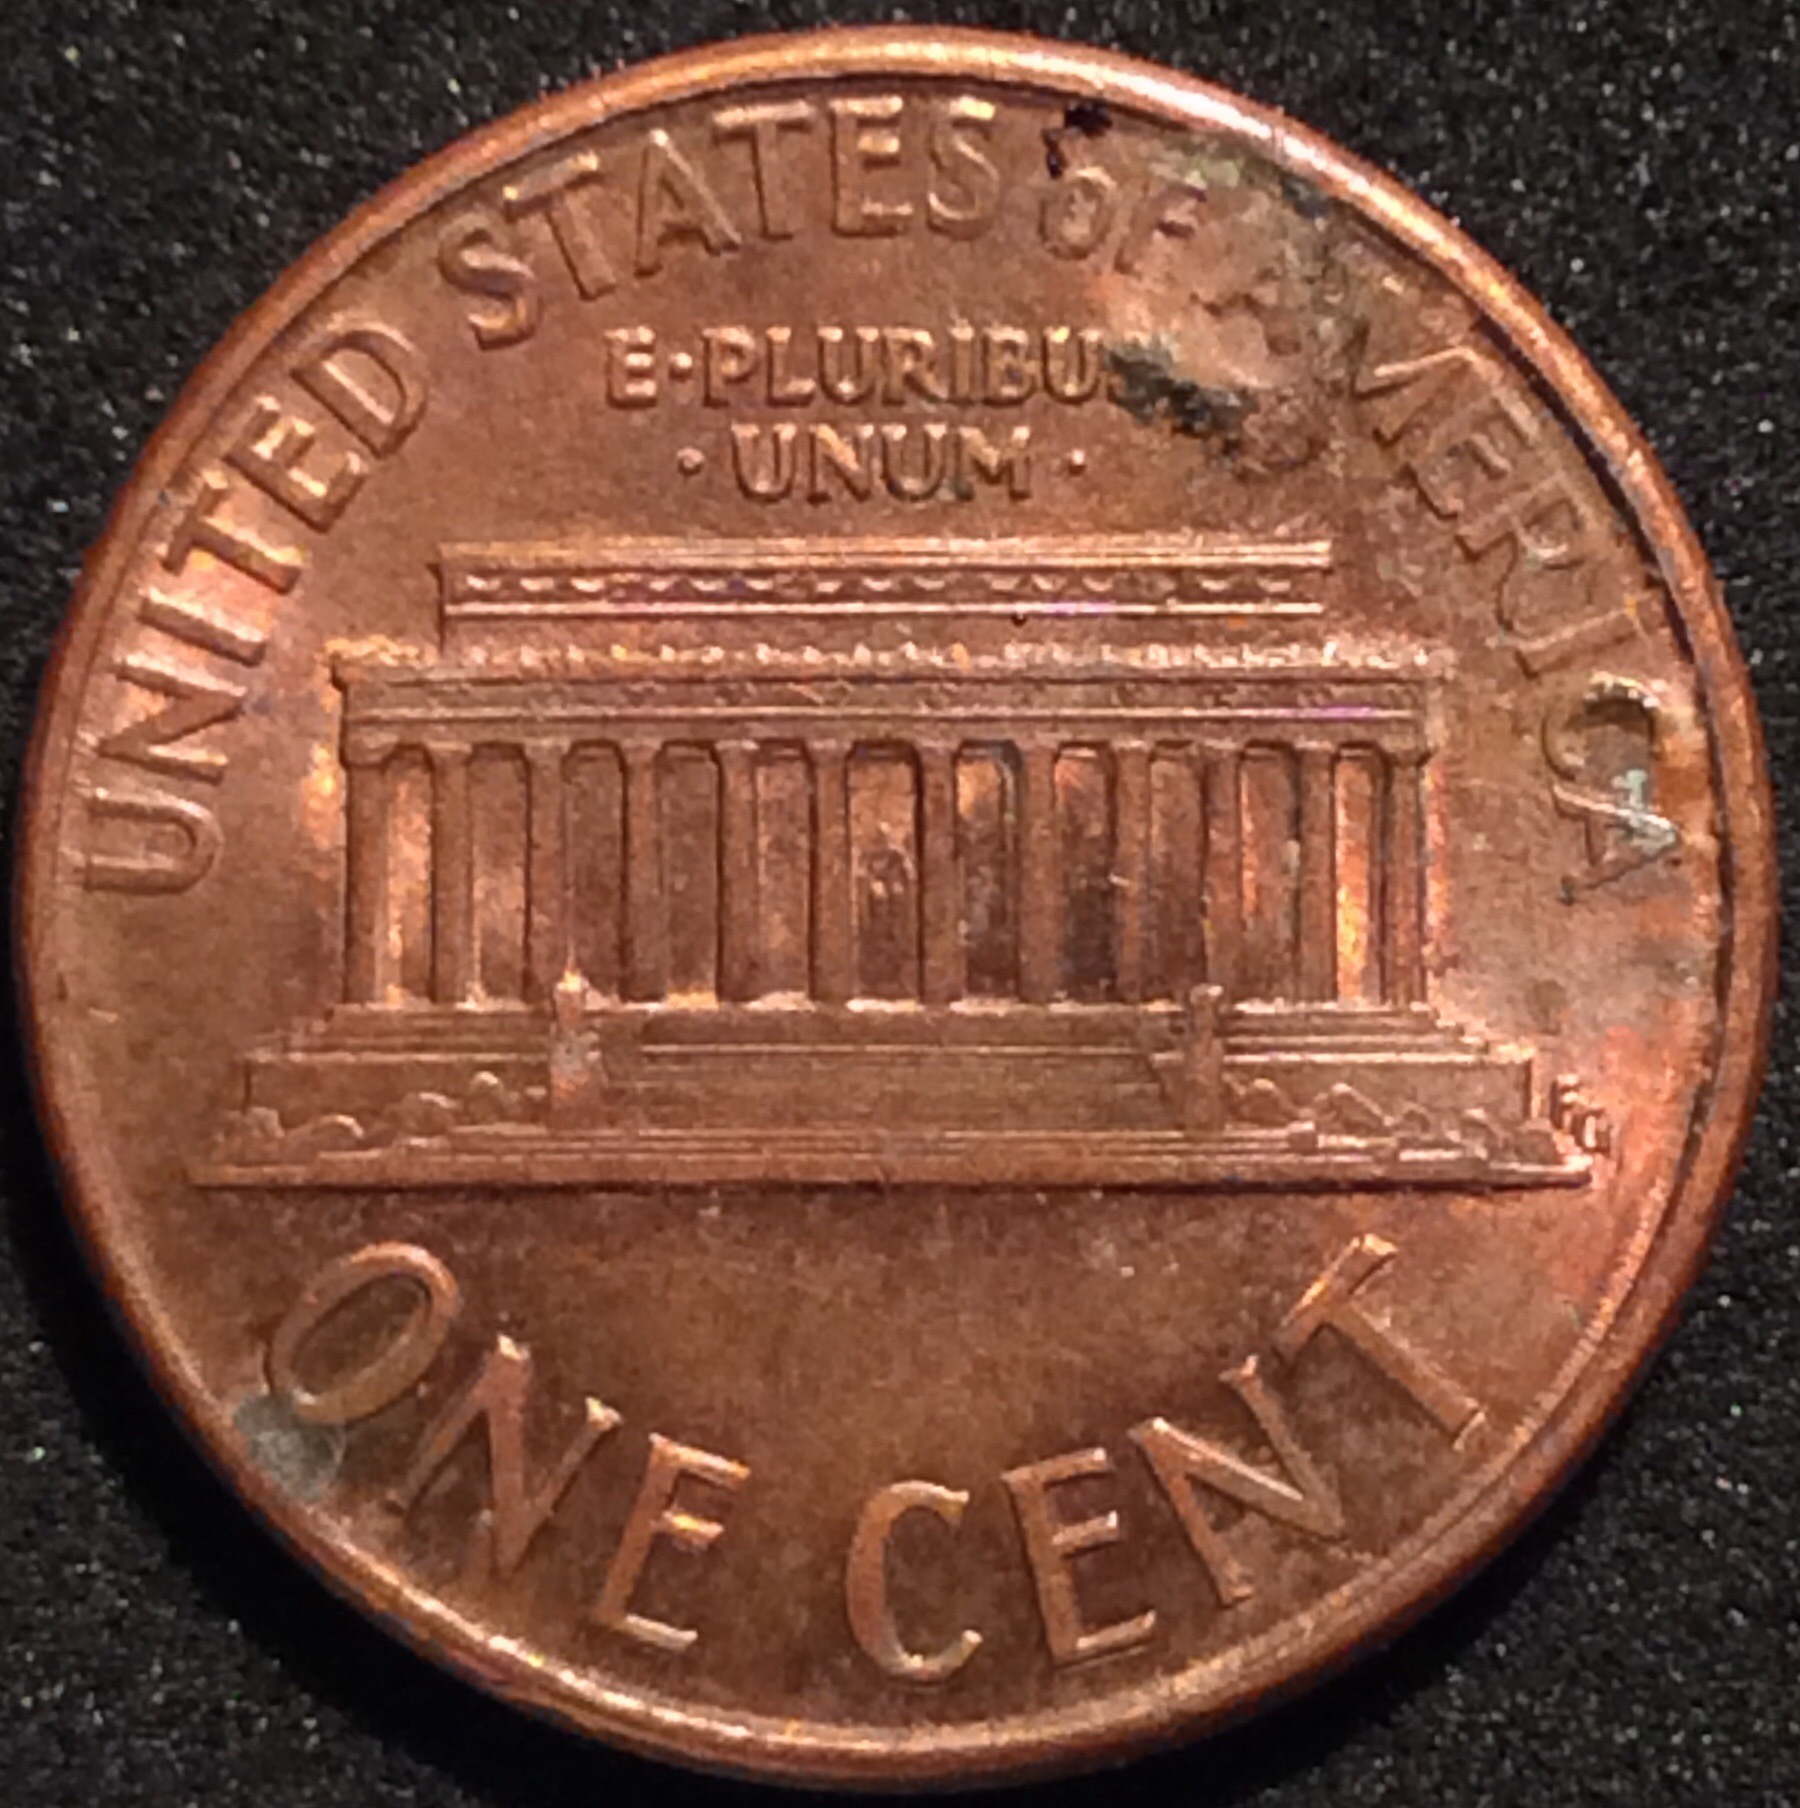 UNITED STATES OF AMERICA
E·PLURIBUS
·UNUM·
FG
ONE CENT